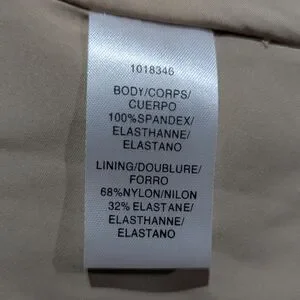 1018346
BODY/CORPS/
CUERPO
100%SPANDEX/
ELASTHANNE/
ELASTANO
LINING/DOUBLURE/
FORRO
68%NYLON/NILON
32% ELASTANE/
ELASTHANNE/
ELASTANO